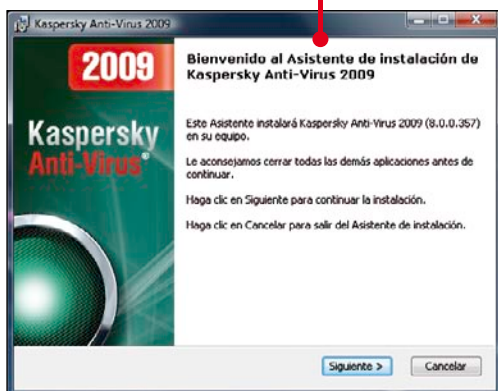 Kaspersky Anti-Virus 2009
2009
Kaspersky
Anti-Virus®
Bienvenido al Asistente de instalación de
Kaspersky Anti-Virus 2009
Este Asistente instalará Kaspersky Anti-Virus 2009 (8.0.0.357)
en su equipo.
Le aconsejamos cerrar todas las demás aplicaciones antes de
continuar.
Haga clic en Siguiente para continuar la instalación.
Haga clic en Cancelar para salir del Asistente de instalación.
Siguiente >
Cancelar